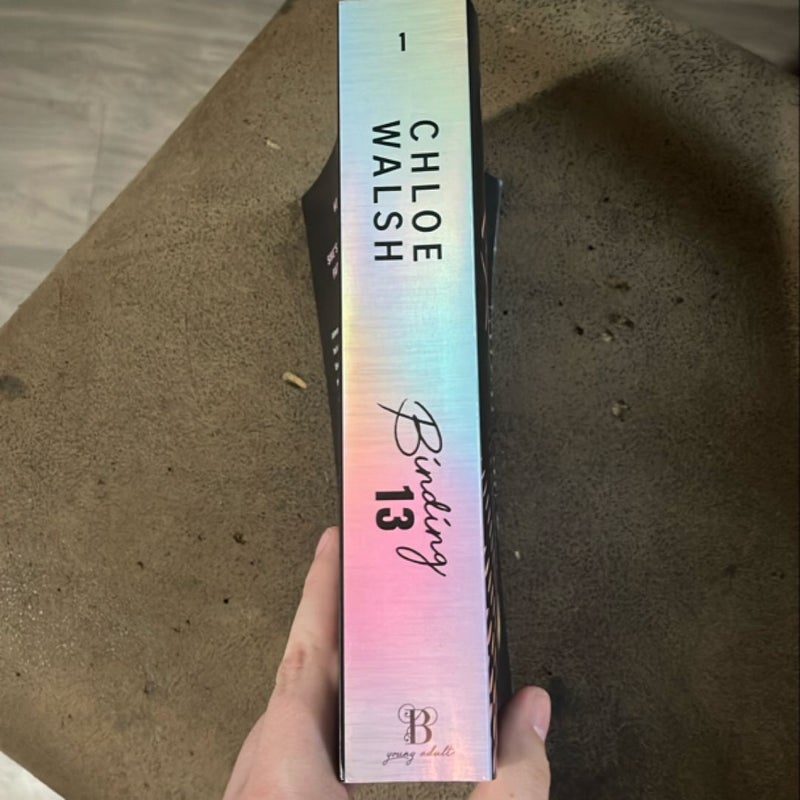 1
CHLOE
WALSH
Binding
13
B
young adult